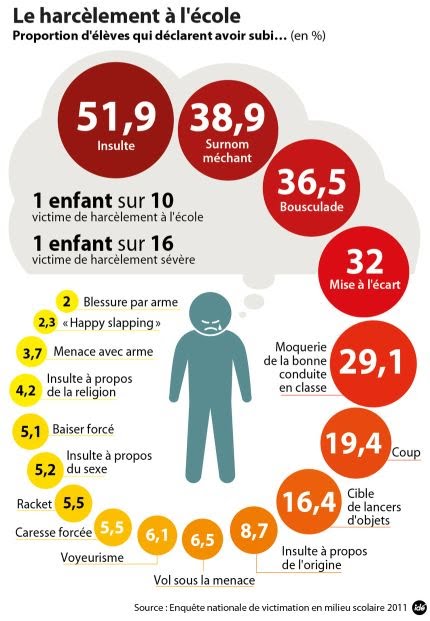 Le harcèlement à l'école
Proportion d'élèves qui déclarent avoir subi... (en %)
51,9
Insulte
38,9
Surnom
méchant
36,5
Bousculade
1 enfant sur 10
victime de harcèlement à l'école
1 enfant sur 16
victime de harcèlement sévère
32
Mise à l'écart
Moquerie
de la bonne
conduite
en classe
29,1
19,4
Coup
16,4
Cible
de lancers
d'objets
8,7
Insulte à propos
de l'origine
6,5
Vol sous la menace
6,1
Voyeurisme
5,5
Caresse forcée
Racket
5,5
5,2
Insulte à propos
du sexe
5,1
Baiser forcé
4,2
Insulte à propos
de la religion
3,7
Menace avec arme
2,3
« Happy slapping »
2
Blessure par arme
Source : Enquête nationale de victimation en milieu scolaire 2011
idé